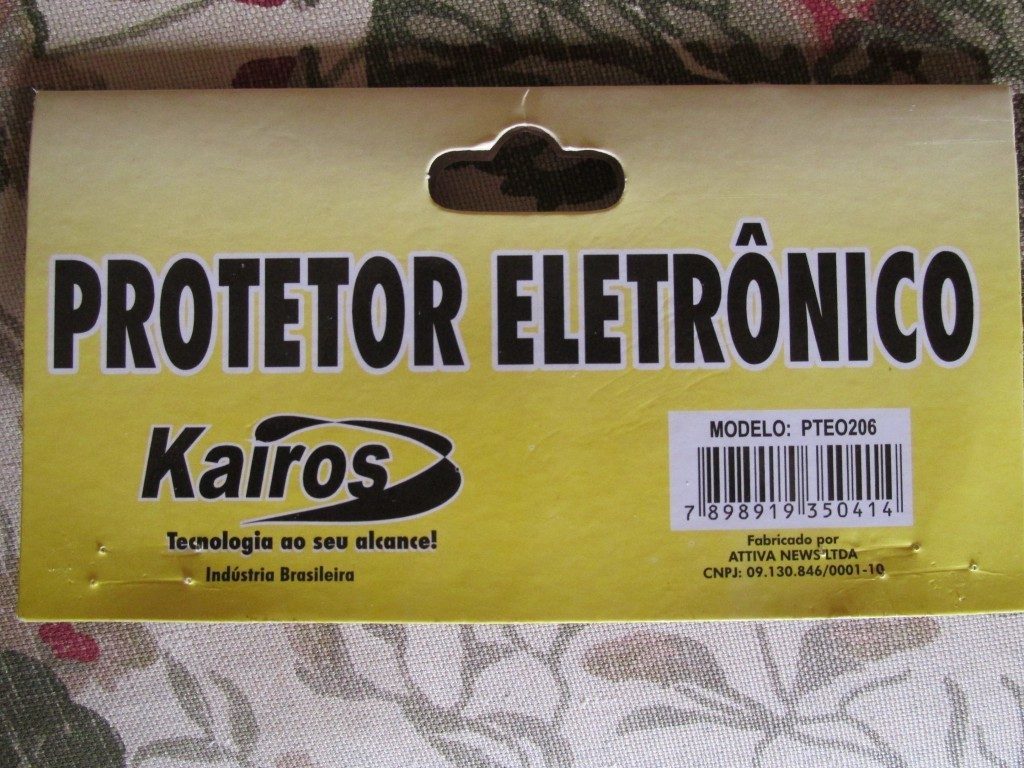 PROTETOR ELETRÔNICO
Kairos
Tecnologia ao seu alcance!
Indústria Brasileira
MODELO: PTEO206
7 898919 350414
Fabricado por
ATTIVA NEWS LTDA
CNPJ: 09.130.846/0001-10